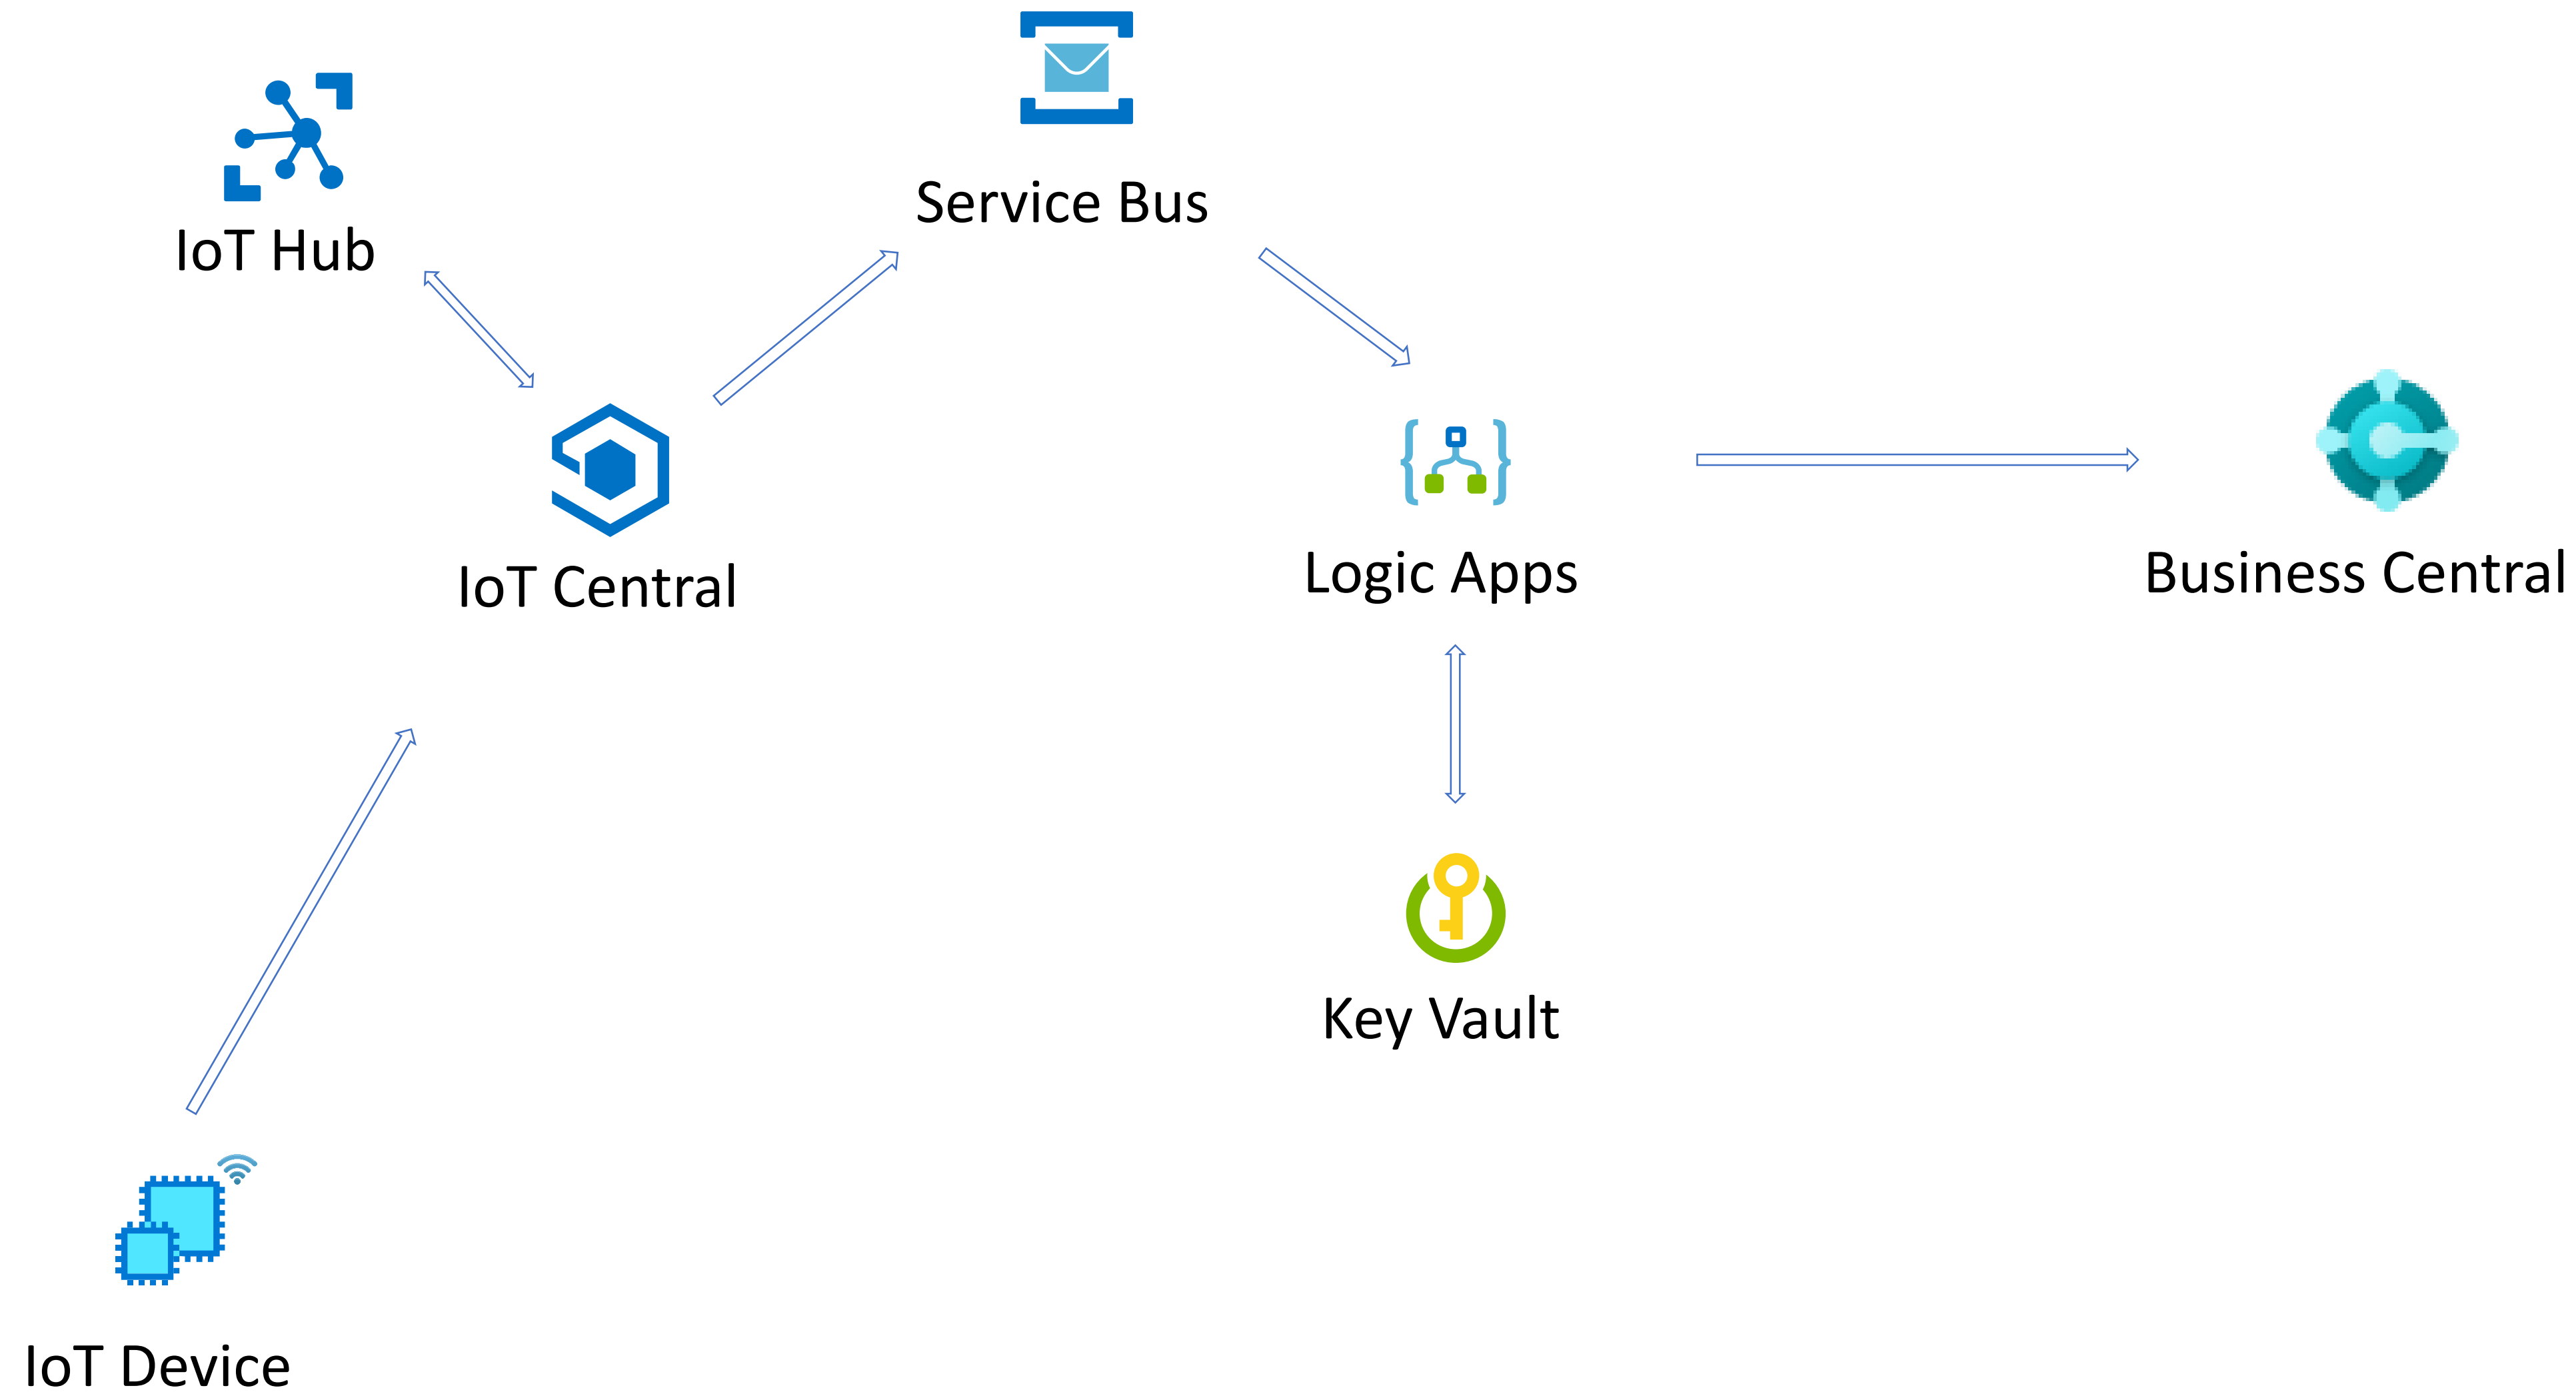 Service Bus
IoT Hub
IoT Central
Logic Apps
Business Central
Key Vault
IoT Device